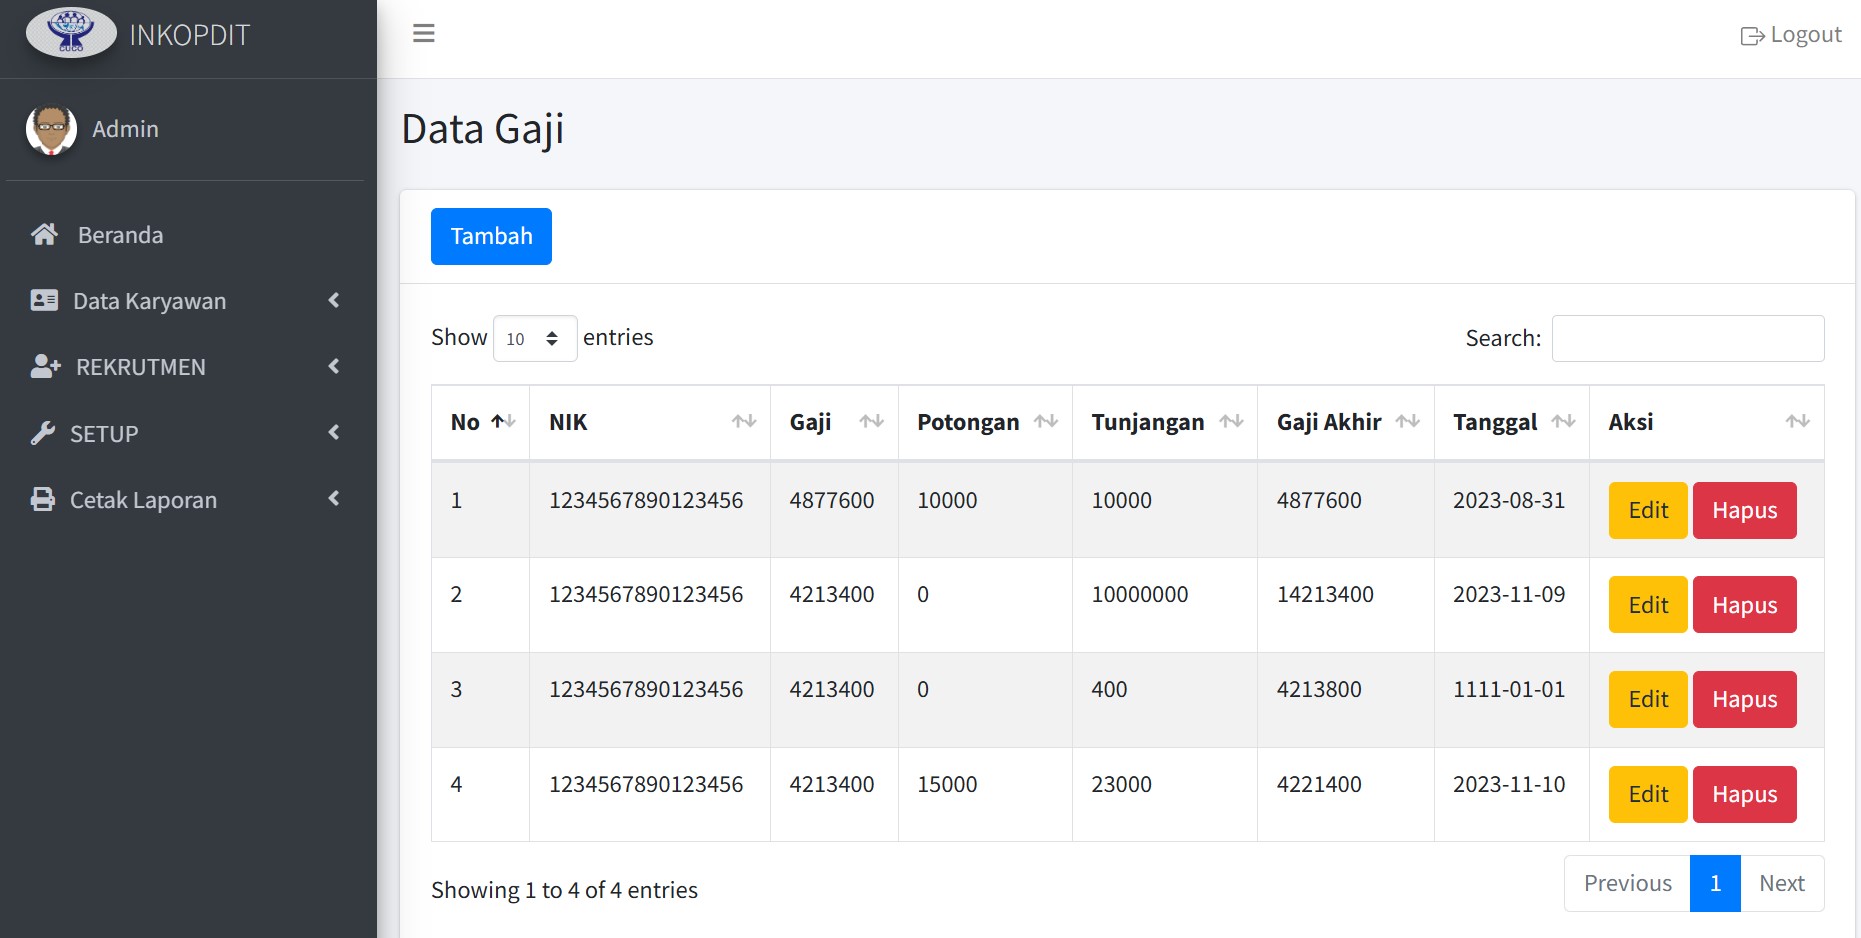 CUCO
INKOPDIT
Logout
Admin
Beranda
Data Karyawan
REKRUTMEN
SETUP
Cetak Laporan
Data Gaji
Tambah
Show 10 entries
Search:
No NIK Gaji Potongan Tunjangan Gaji Akhir Tanggal Aksi
1 1234567890123456 4877600 10000 10000 4877600 2023-08-31 Edit Hapus
2 1234567890123456 4213400 0 10000000 14213400 2023-11-09 Edit Hapus
3 1234567890123456 4213400 0 400 4213800 1111-01-01 Edit Hapus
4 1234567890123456 4213400 15000 23000 4221400 2023-11-10 Edit Hapus
Showing 1 to 4 of 4 entries
Previous 1 Next